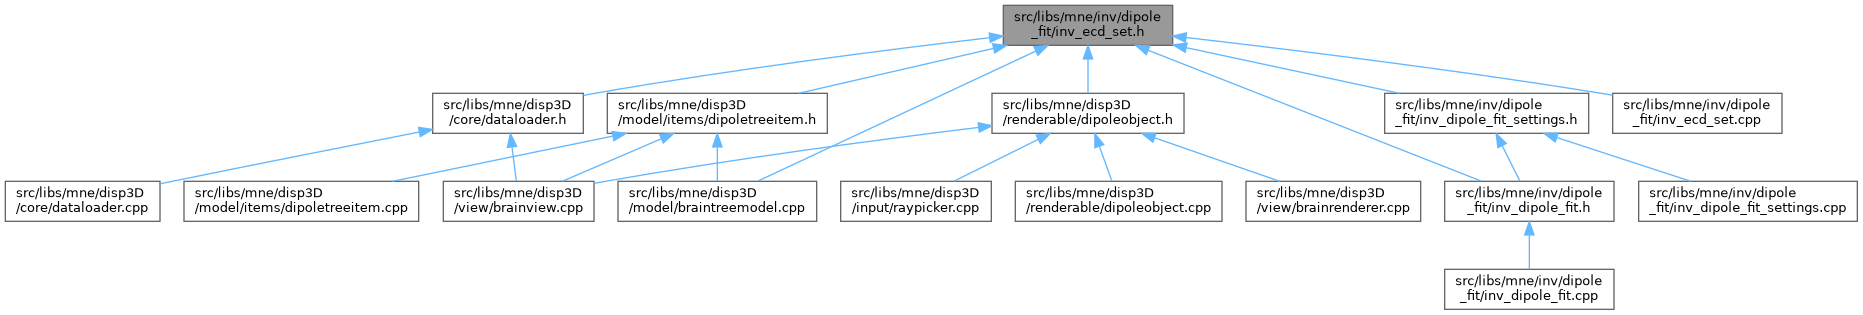 src/libs/mne/inv/dipole
_fit/inv_ecd_set.h
src/libs/mne/disp3D
/core/dataloader.h
src/libs/mne/disp3D
/model/items/dipoletreeitem.h
src/libs/mne/disp3D
/renderable/dipoleobject.h
src/libs/mne/inv/dipole
_fit/inv_dipole_fit_settings.h
src/libs/mne/inv/dipole
_fit/inv_ecd_set.cpp
src/libs/mne/disp3D
/core/dataloader.cpp
src/libs/mne/disp3D
/model/items/dipoletreeitem.cpp
src/libs/mne/disp3D
/view/brainview.cpp
src/libs/mne/disp3D
/model/braintreemodel.cpp
src/libs/mne/disp3D
/input/raypicker.cpp
src/libs/mne/disp3D
/renderable/dipoleobject.cpp
src/libs/mne/disp3D
/view/brainrenderer.cpp
src/libs/mne/inv/dipole
_fit/inv_dipole_fit.h
src/libs/mne/inv/dipole
_fit/inv_dipole_fit_settings.cpp
src/libs/mne/inv/dipole
_fit/inv_dipole_fit.cpp